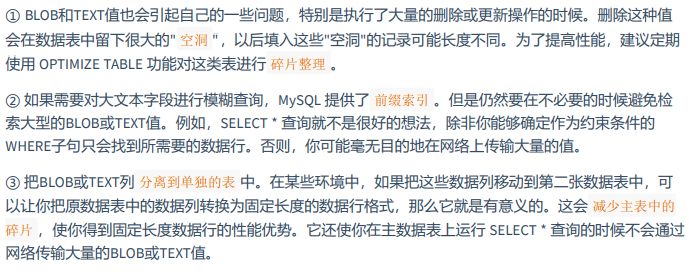 ① BLOB和TEXT值也会引起自己的一些问题，特别是执行了大量的删除或更新操作的时候。删除这种值
会在数据表中留下很大的" 空洞 "，以后填入这些"空洞"的记录可能长度不同。为了提高性能，建议定期
使用 OPTIMIZE TABLE 功能对这类表进行 碎片整理 。
② 如果需要对大文本字段进行模糊查询，MySQL 提供了 前缀索引 。但是仍然要在不必要的时候避免检
索大型的BLOB或TEXT值。例如，SELECT * 查询就不是很好的想法，除非你能够确定作为约束条件的
WHERE子句只会找到所需要的数据行。否则，你可能毫无目的地在网络上传输大量的值。
③ 把BLOB或TEXT列 分离到单独的表 中。在某些环境中，如果把这些数据列移动到第二张数据表中，可
以让你把原数据表中的数据列转换为固定长度的数据行格式，那么它就是有意义的。这会 减少主表中的
碎片 ，使你得到固定长度数据行的性能优势。它还使你在主数据表上运行 SELECT * 查询的时候不会通过
网络传输大量的BLOB或TEXT值。